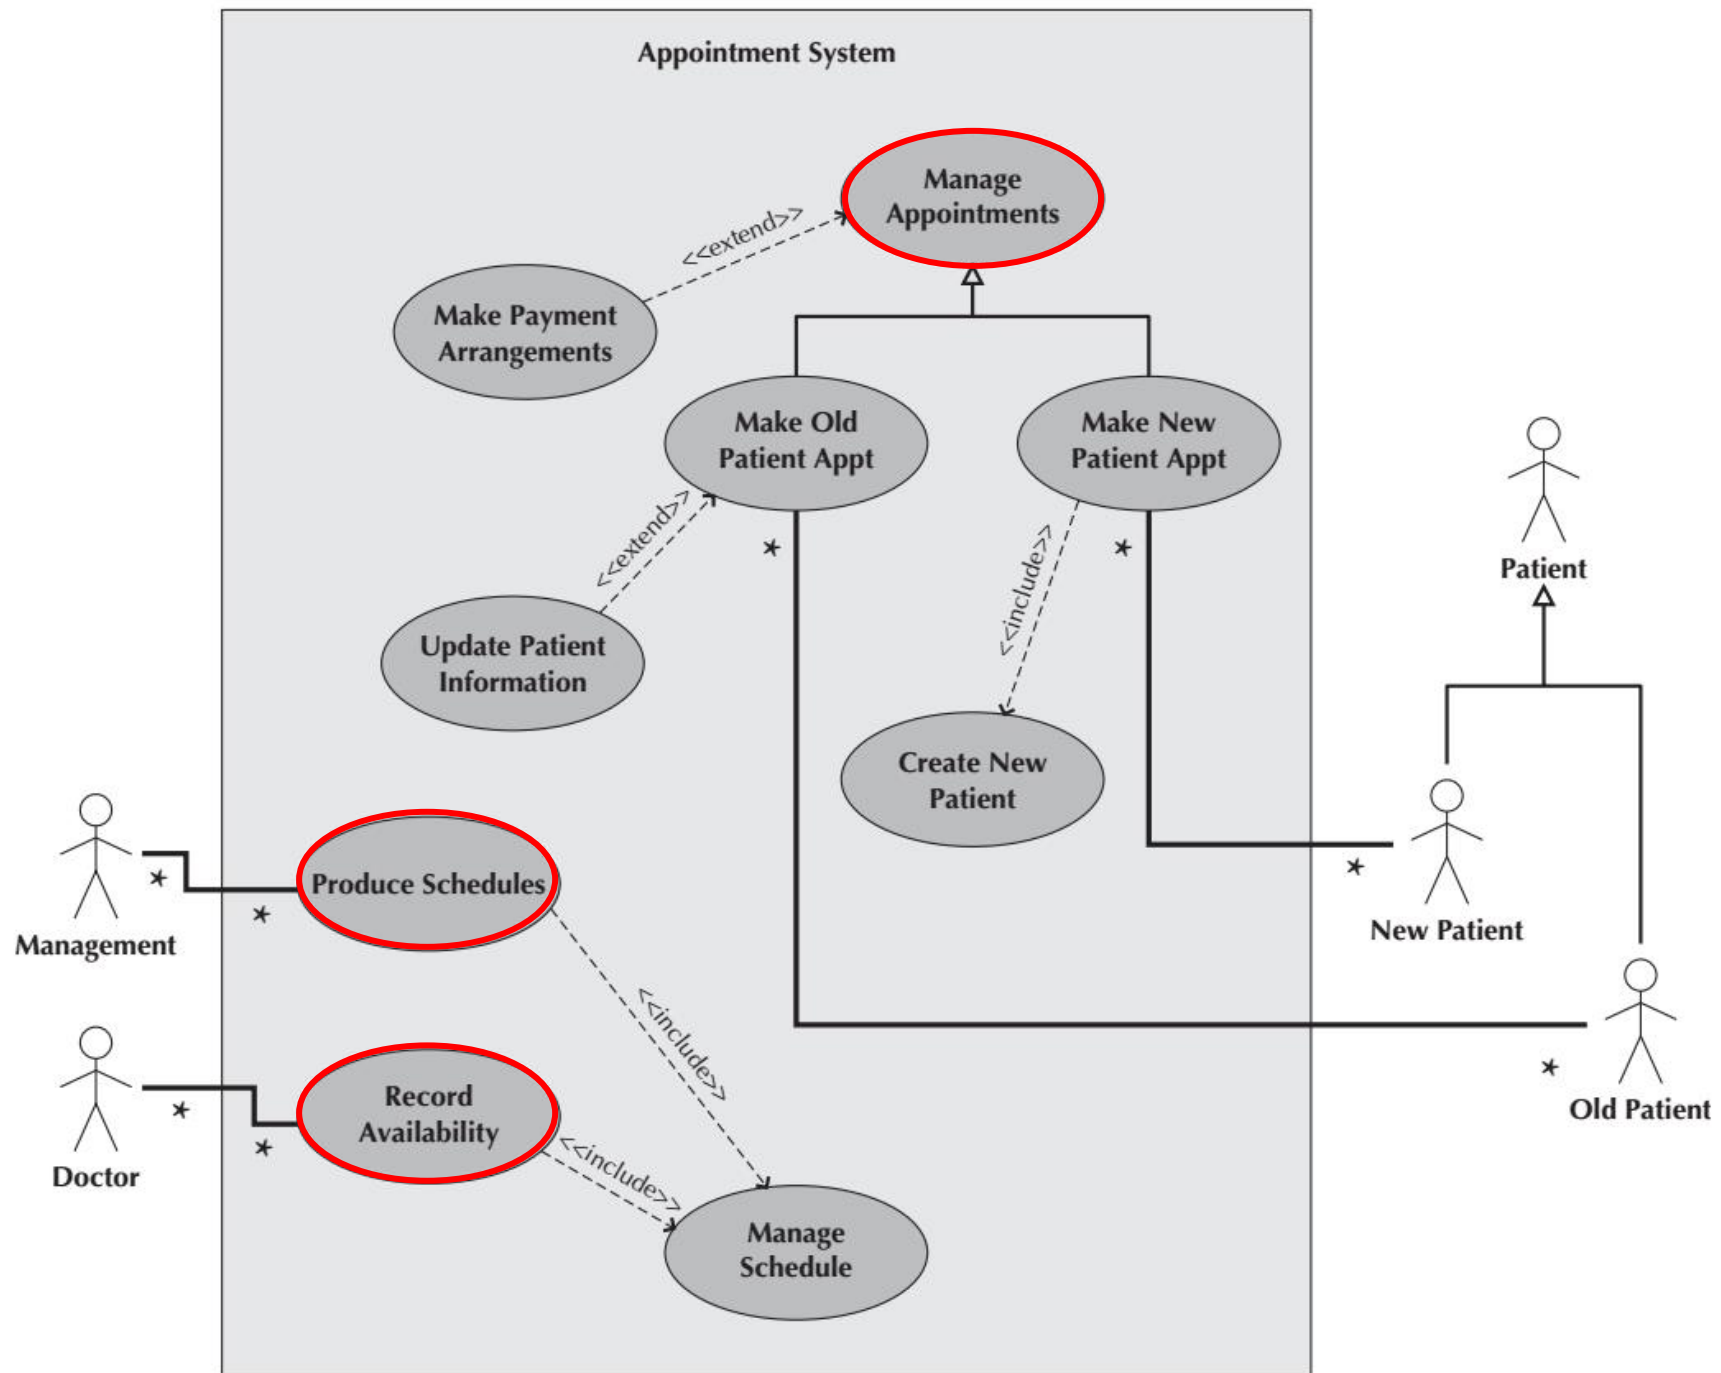 Appointment System
Manage
Appointments
<<extend>>
Make Payment
Arrangements
Make Old
Patient Appt
Make New
Patient Appt
<<extend>>
*
<<include>>
*
Patient
Update Patient
Information
Create New
Patient
*
*
Produce Schedules
Management
*
New Patient
<<include>>
*
*
Record
Availability
<<include>>
Doctor
*
Old Patient
Manage
Schedule